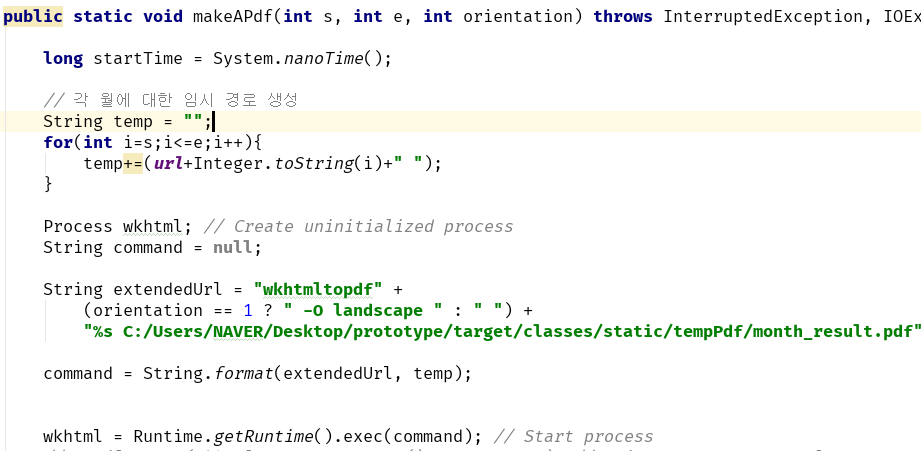 public static void makeAPdf(int s, int e, int orientation) throws InterruptedException, IOEx
long startTime = System.nanoTime();
// 각 월에 대한 임시 경로 생성
String temp = "";
for(int i=s;i<=e;i++){
temp+=(url+Integer.toString(i)+" ");
}
Process wkhtml; // Create uninitialized process
String command = null;
String extendedUrl = "wkhtmltopdf" +
(orientation == 1 ? " -O landscape " : " ") +
"%s C:/Users/NAVER/Desktop/prototype/target/classes/static/tempPdf/month_result.pdf"
command = String.format(extendedUrl, temp);
wkhtml = Runtime.getRuntime().exec(command); // Start process